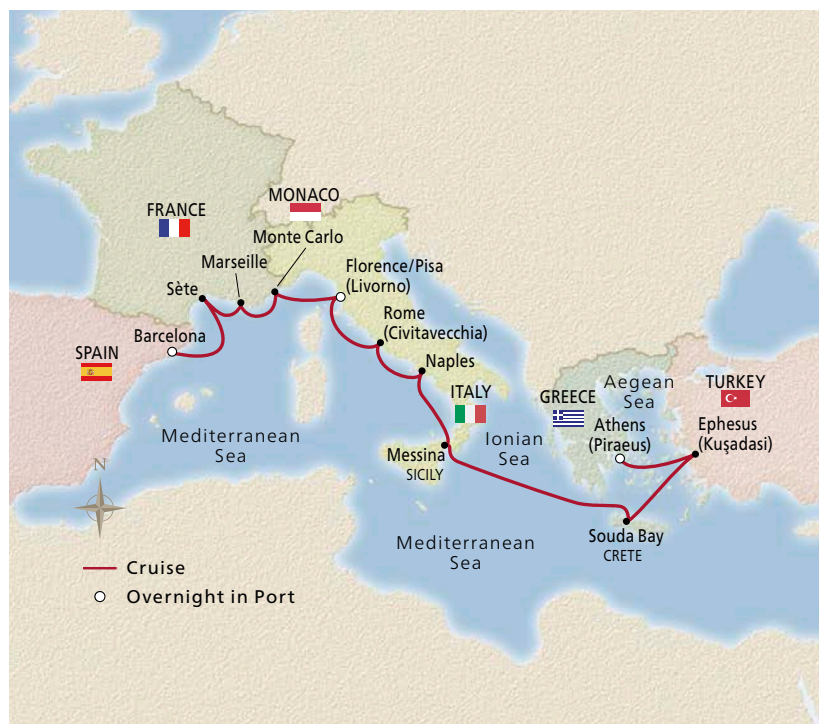 MONACO
FRANCE
Monte Carlo
Marseille
Florence/Pisa
(Livorno)
Sète
Rome
(Civitavecchia)
Barcelona
SPAIN
Naples
ITALY
GREECE
Aegean
Sea
TURKEY
Athens
(Piraeus)
Ephesus
(Kuşadasi)
Mediterranean
Sea
Ionian
Sea
Messina
SICILY
N
Souda Bay
CRETE
Mediterranean
Sea
Cruise
Overnight in Port